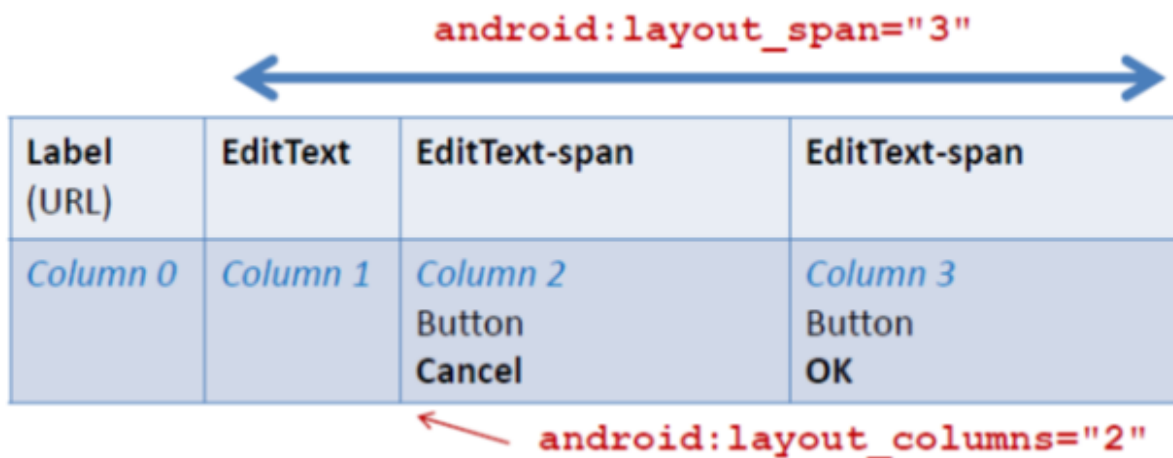 android:layout_span="3"
Label EditText EditText-span EditText-span
(URL)
Column 0 Column 1 Column 2 Column 3
Button Button
Cancel OK
android:layout_columns="2"